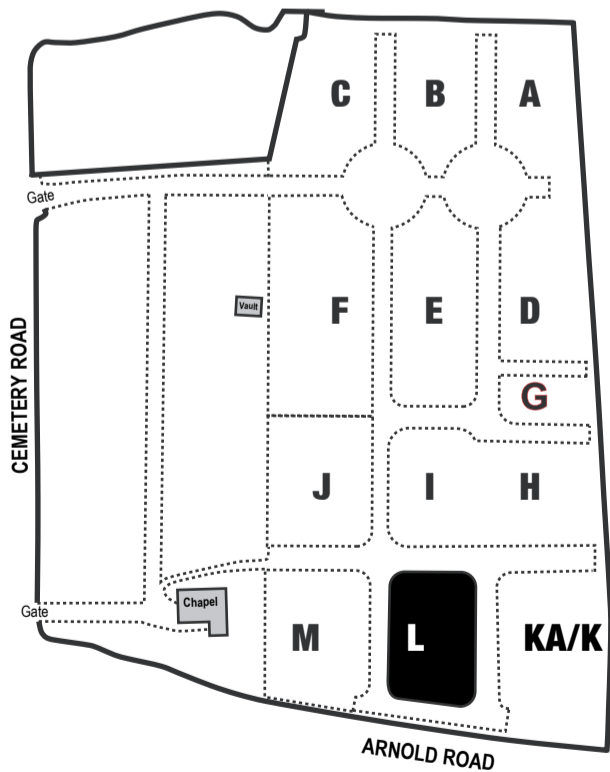 C B A
Gate
Vault
F E D
CEMETERY ROAD
G
J I H
Chapel
Gate
M L KA/K
ARNOLD ROAD